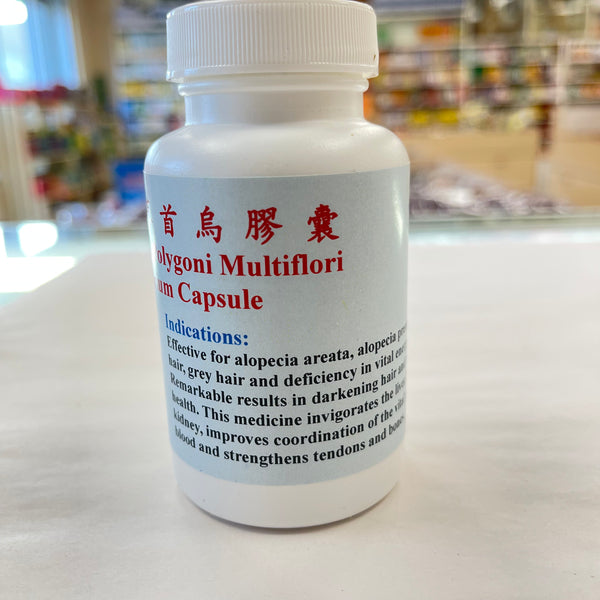 首烏膠囊
olygoni Multiflori
um Capsule
Indications:
Effective for alopecia areata, alopecia
hair, grey hair and deficiency in vital
Remarkable results in darkening hair
health. This medicine invigorates the
kidney, improves coordination of the vital
blood and strengthens tendons and bones